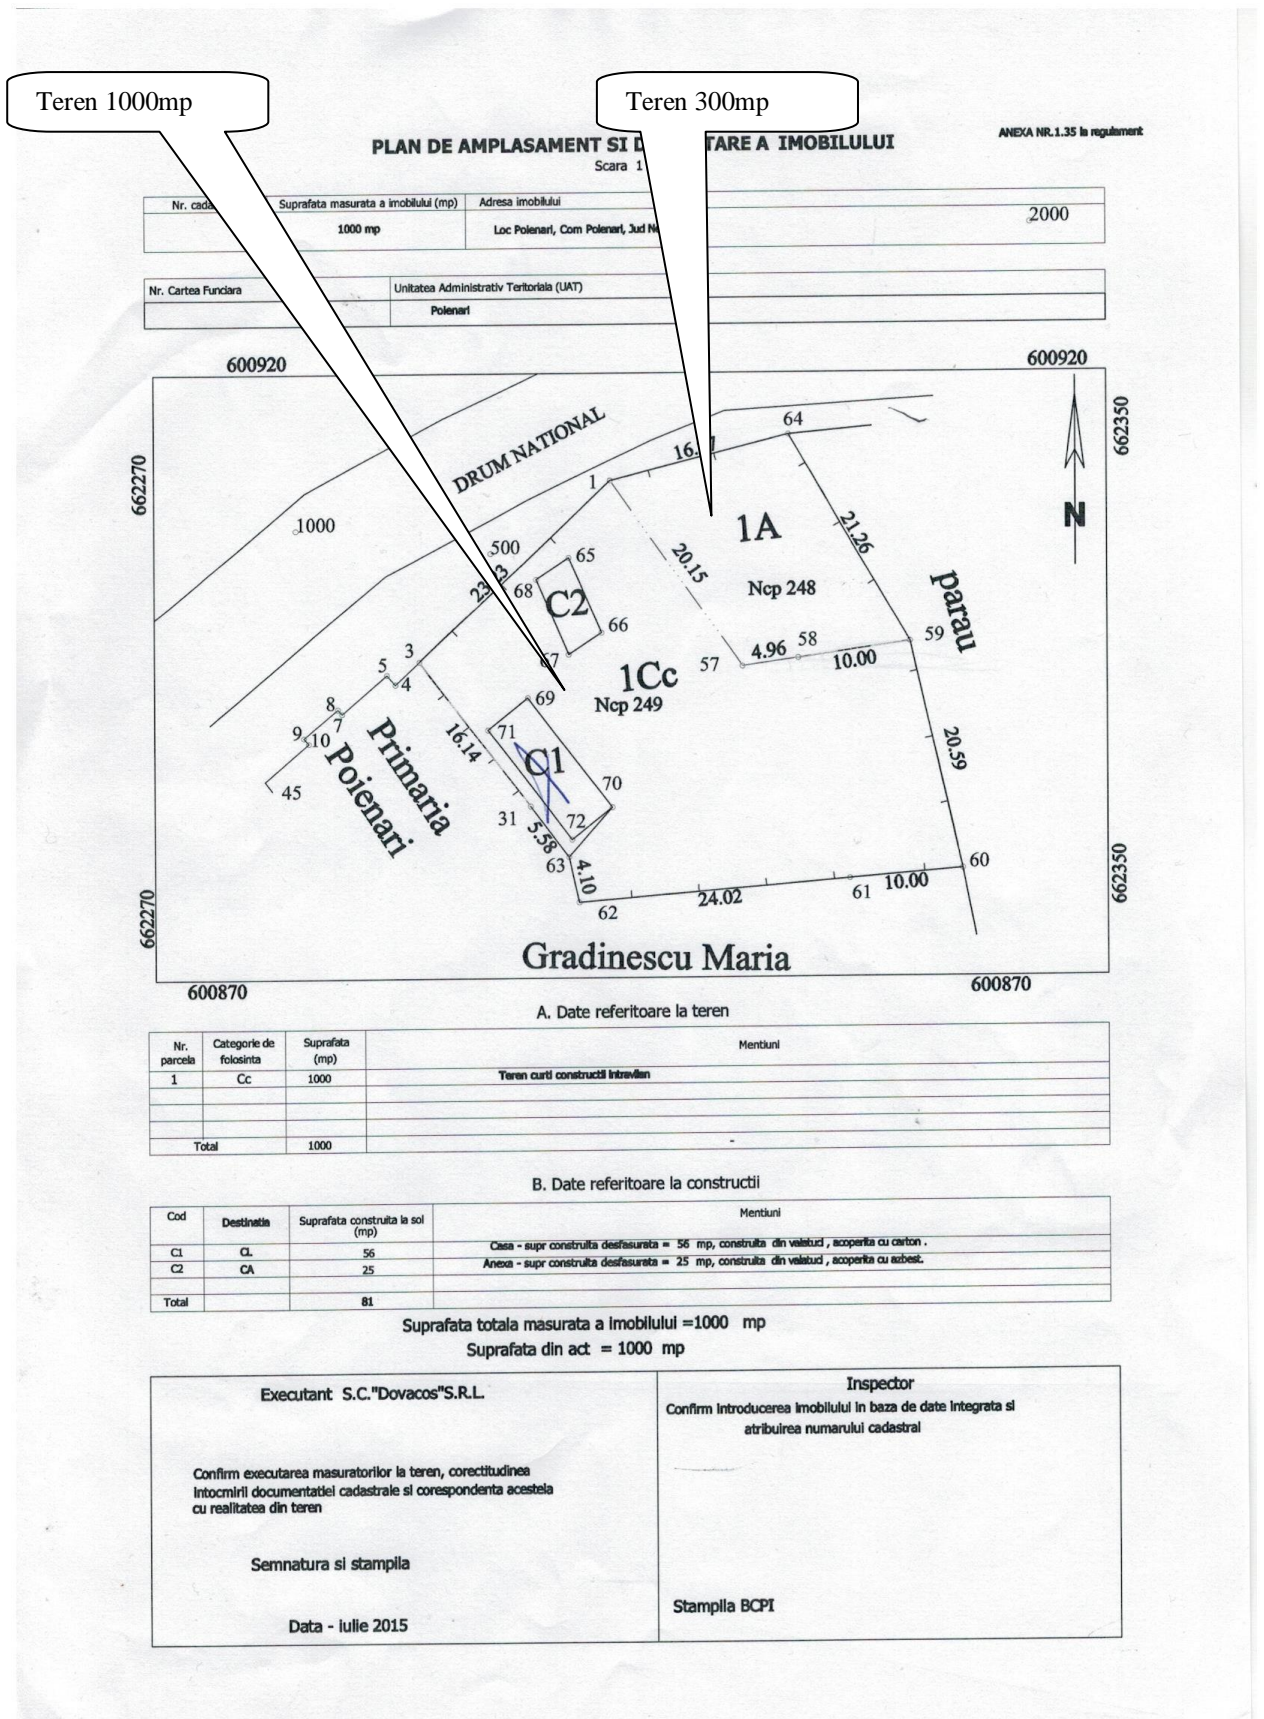 Teren 1000mp
Teren 300mp
ANEXA NR.1.35 la regulament
PLAN DE AMPLASAMENT SI D TARE A IMOBILULUI
Scara 1
Nr. cada Suprafata masurata a imobilului (mp) Adresa imobilului
1000 mp Loc Poienari, Com Poienari, Jud Ne
2000
Nr. Cartea Funciara Unitatea Administrativ Teritoriala (UAT)
Poienari
600920 600920
662270
662350
DRUM NATIONAL
64
1
1000
500
65
68
C2
66
67
1A
Ncp 248
20.15
21.26
parau
3
5
4
8
7
9
10
45
Primaria
Poienari
16.14
69
71
C1
70
72
31
5.58
63
4.10
62
1Cc
Ncp 249
57
4.96
58
10.00
59
20.59
60
61
10.00
24.02
662270
662350
Gradinescu Maria
600870 600870
A. Date referitoare la teren
Nr. parcela Categorie de folosinta Suprafata (mp) Mentiuni
1 Cc 1000 Teren curti constructii intravilan
Total 1000 -
B. Date referitoare la constructii
Cod Destinatia Suprafata construita la sol (mp) Mentiuni
C1 CL 56 Casa - supr construita desfasurata = 56 mp, construita din valatuci , acoperita cu carton .
C2 CA 25 Anexa - supr construita desfasurata = 25 mp, construita din valatuci , acoperita cu azbest.
Total 81
Suprafata totala masurata a imobilului =1000 mp
Suprafata din act = 1000 mp
Executant S.C."Dovacos"S.R.L.
Confirm executarea masuratorilor la teren, corectitudinea
intocmirii documentatiei cadastrale si corespondenta acesteia
cu realitatea din teren
Semnatura si stampila
Data - iulie 2015
Inspector
Confirm introducerea imobilului in baza de date integrata si
atribuirea numarului cadastral
Stampila BCPI